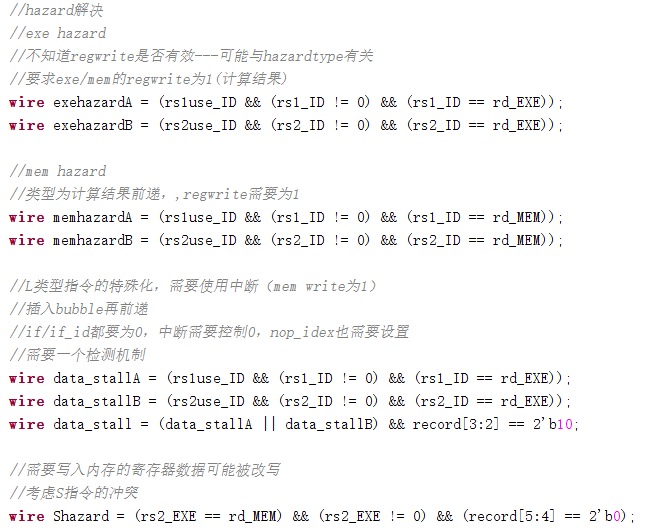 //hazard解决
//exe hazard
//不知道regwrite是否有效---可能与hazardtype有关
//要求exe/mem的regwrite为1(计算结果)
wire exehazardA = (rs1use_ID && (rs1_ID != 0) && (rs1_ID == rd_EXE));
wire exehazardB = (rs2use_ID && (rs2_ID != 0) && (rs2_ID == rd_EXE));
//mem hazard
//类型为计算结果前递，,regwrite需要为1
wire memhazardA = (rs1use_ID && (rs1_ID != 0) && (rs1_ID == rd_MEM));
wire memhazardB = (rs2use_ID && (rs2_ID != 0) && (rs2_ID == rd_MEM));
//L类型指令的特殊化，需要使用中断（mem write为1）
//插入bubble再前递
//if/if_id都要为0，中断需要控制0，nop_idex也需要设置
//需要一个检测机制
wire data_stallA = (rs1use_ID && (rs1_ID != 0) && (rs1_ID == rd_EXE));
wire data_stallB = (rs2use_ID && (rs2_ID != 0) && (rs2_ID == rd_EXE));
wire data_stall = (data_stallA || data_stallB) && record[3:2] == 2'b10;
//需要写入内存的寄存器数据可能被改写
//考虑S指令的冲突
wire Shazard = (rs2_EXE == rd_MEM) && (rs2_EXE != 0) && (record[5:4] == 2'b0);